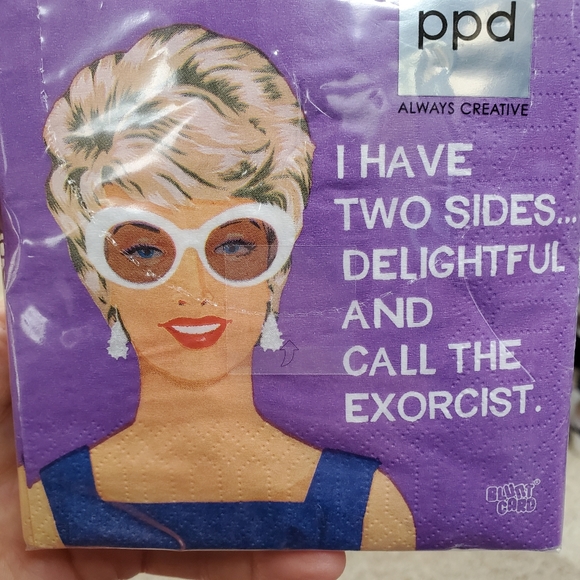 ppd
ALWAYS CREATIVE
I HAVE
TWO SIDES...
DELIGHTFUL
AND
CALL THE
EXORCIST.
BLUNT
CARD